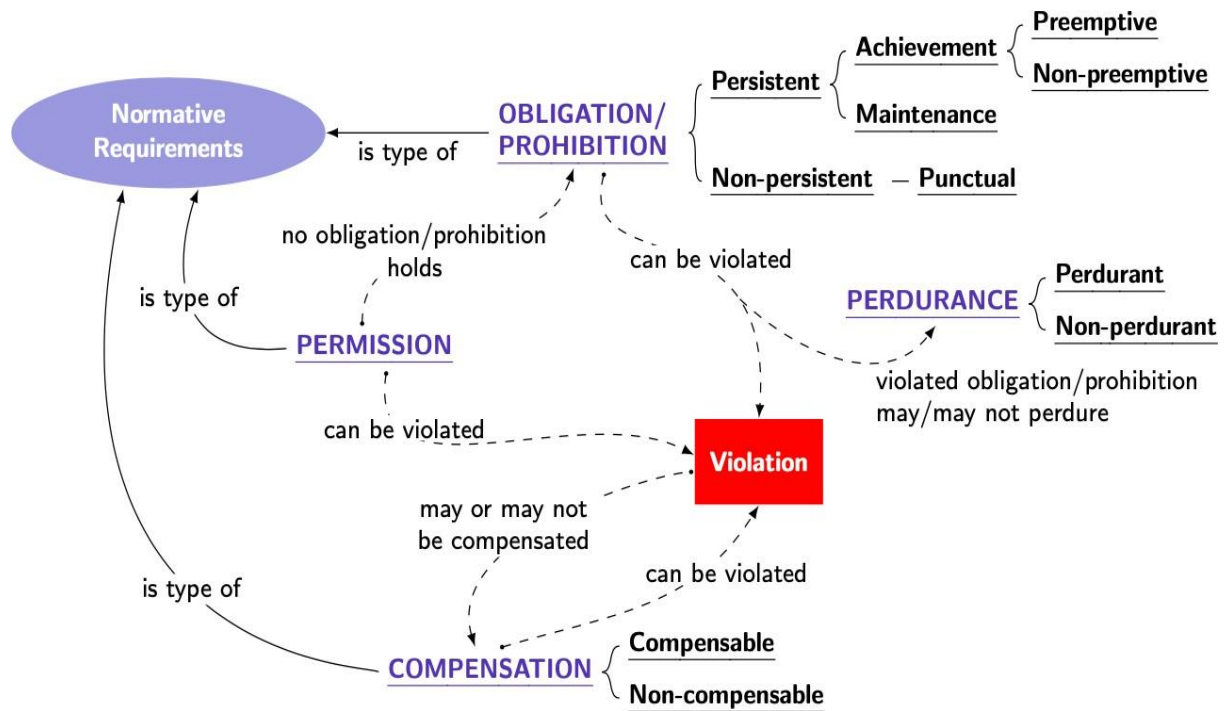 Preemptive
Achievement
Non-preemptive
Persistent
Maintenance
Normative
Requirements
OBLIGATION/
PROHIBITION
is type of
Non-persistent – Punctual
no obligation/prohibition
holds
can be violated
is type of
PERDURANCE
Perdurant
Non-perdurant
PERMISSION
violated obligation/prohibition
may/may not perdure
can be violated
Violation
may or may not
be compensated
can be violated
is type of
COMPENSATION
Compensable
Non-compensable